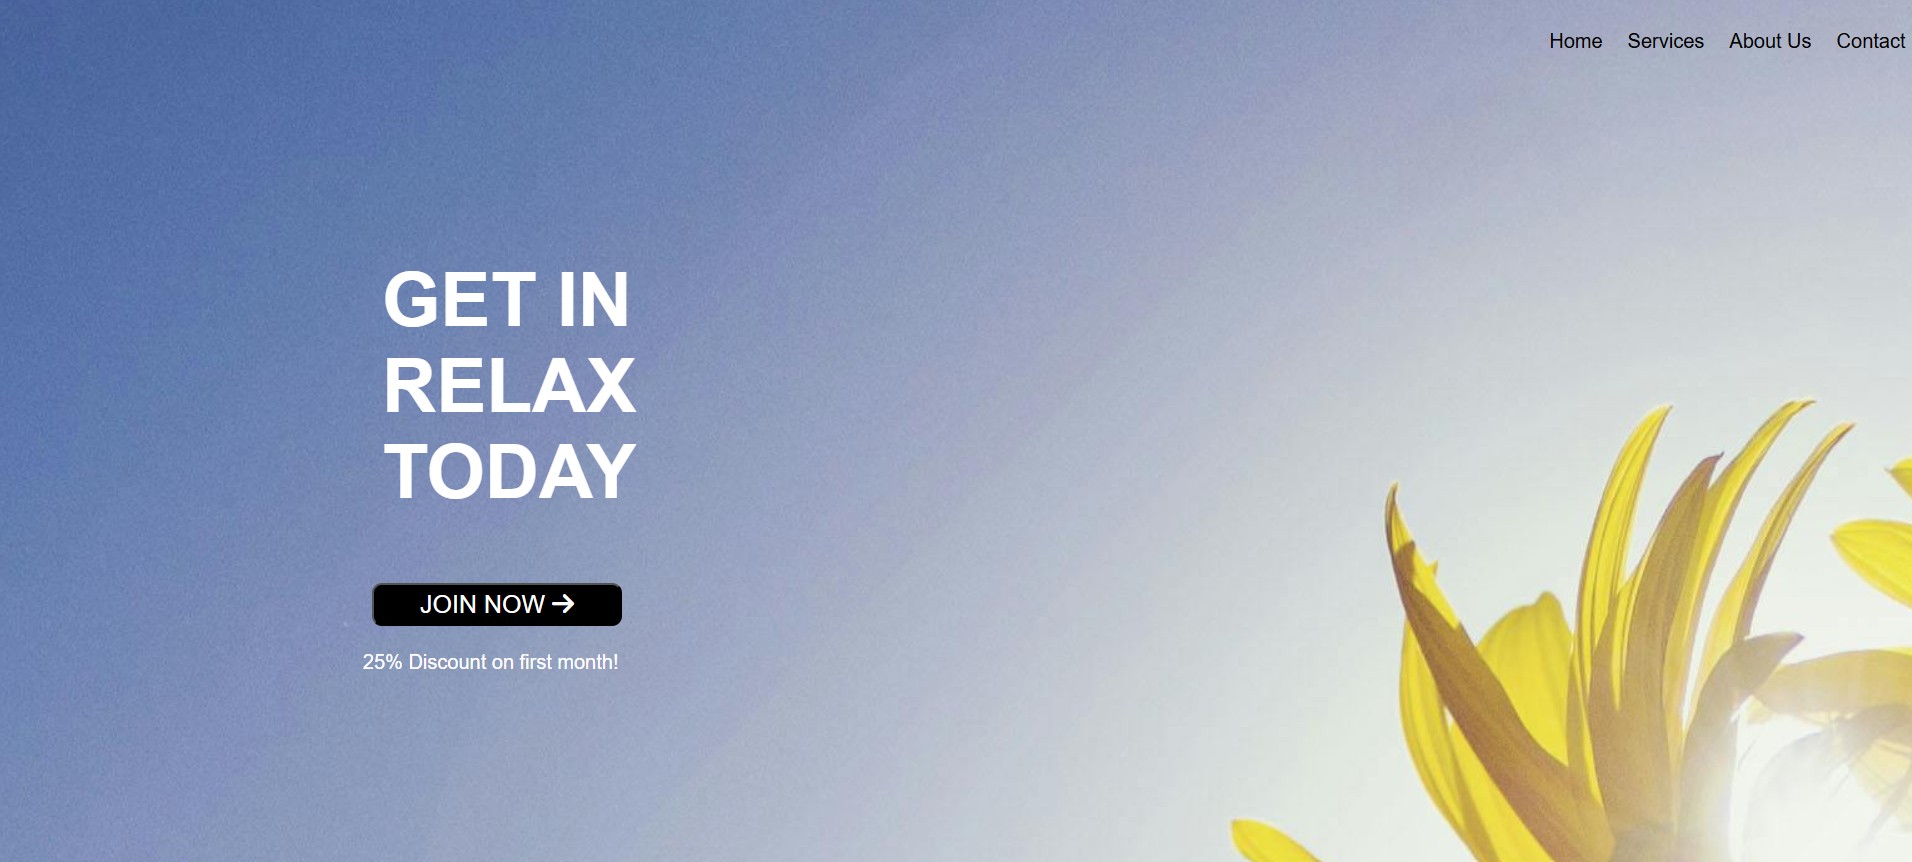 Home Services About Us Contact
GET IN
RELAX
TODAY
JOIN NOW →
25% Discount on first month!